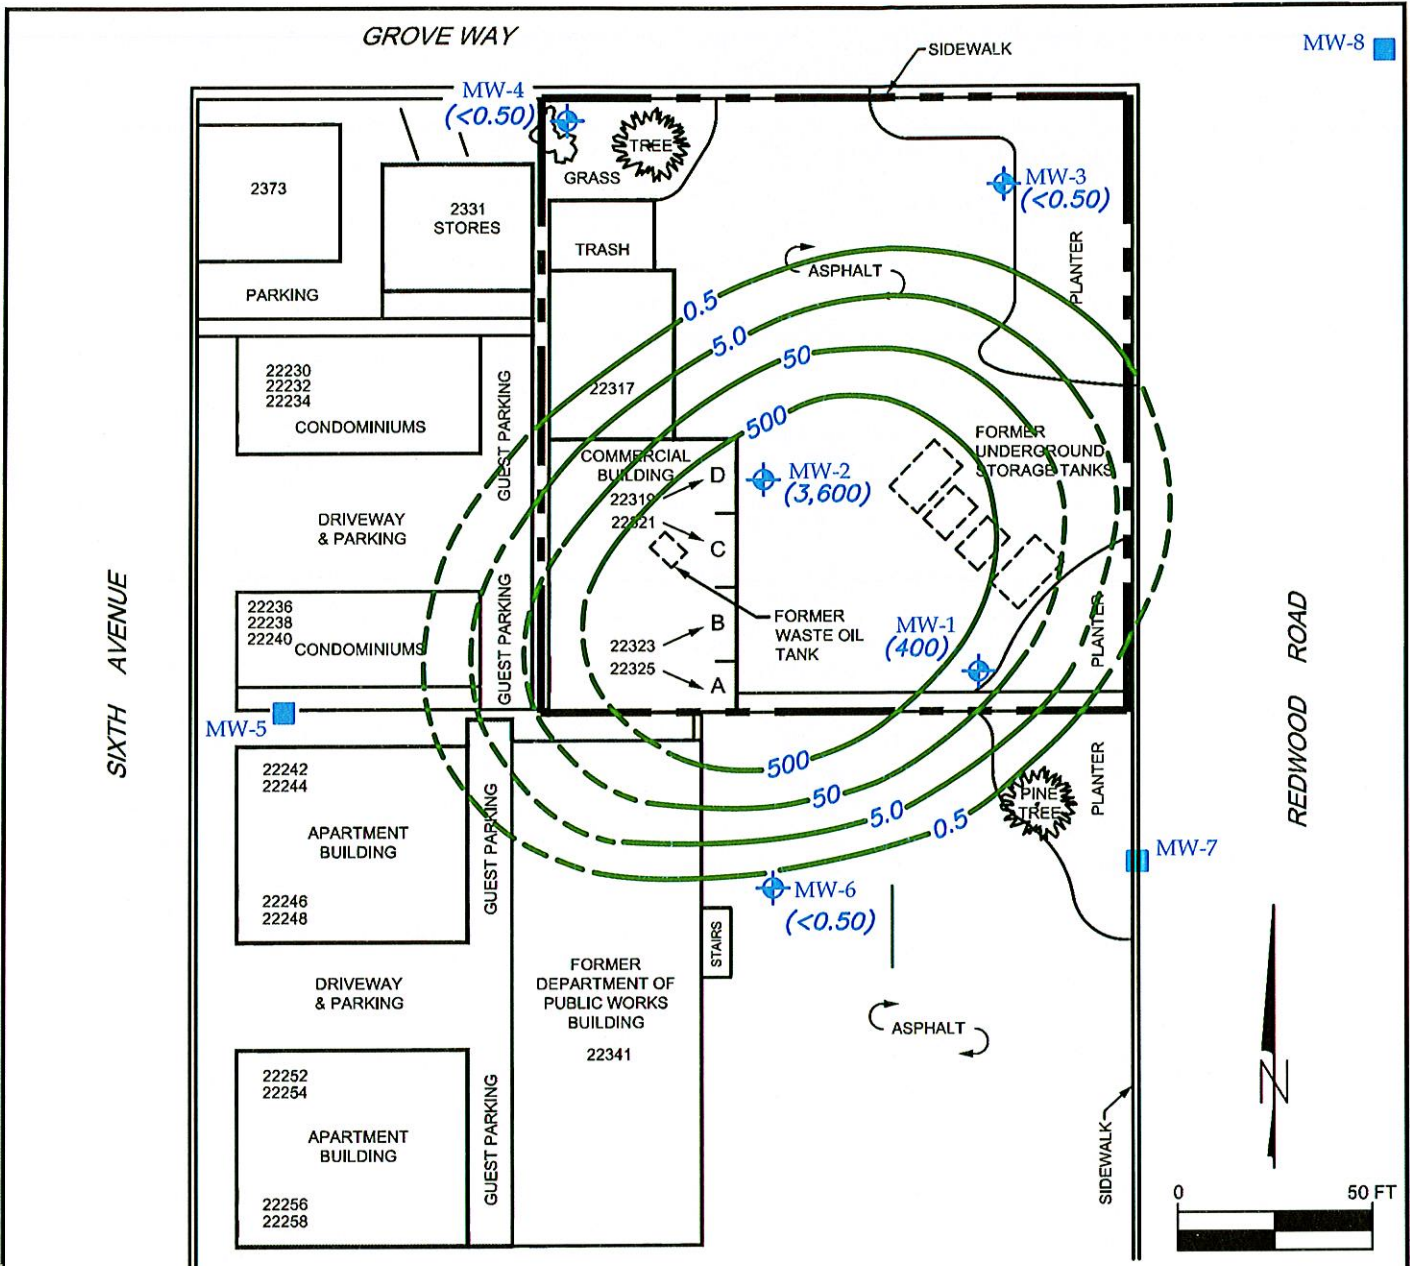 GROVE WAY
SIDEWALK
MW-8
MW-4
(<0.50)
TREE
GRASS
MW-3
(<0.50)
2373
2331
STORES
TRASH
ASPHALT
PLANTER
PARKING
0.5
5.0
50
500
22230
22232
22234
CONDOMINIUMS
GUEST PARKING
22317
FORMER
UNDERGROUND
STORAGE TANKS
COMMERCIAL
BUILDING
22319
D
MW-2
(3,600)
22321
C
DRIVEWAY
& PARKING
SIXTH AVENUE
22236
22238
22240
CONDOMINIUMS
GUEST PARKING
FORMER
WASTE OIL
TANK
B
22323
22325
A
MW-1
(400)
PLANTER
REDWOOD ROAD
MW-5
22242
22244
APARTMENT
BUILDING
22246
22248
GUEST PARKING
500
50
5.0
0.5
PINE
TREE
PLANTER
MW-7
MW-6
(<0.50)
STAIRS
DRIVEWAY
& PARKING
FORMER
DEPARTMENT OF
PUBLIC WORKS
BUILDING
22341
ASPHALT
22252
22254
APARTMENT
BUILDING
22256
22258
GUEST PARKING
SIDEWALK
N
0 50 FT